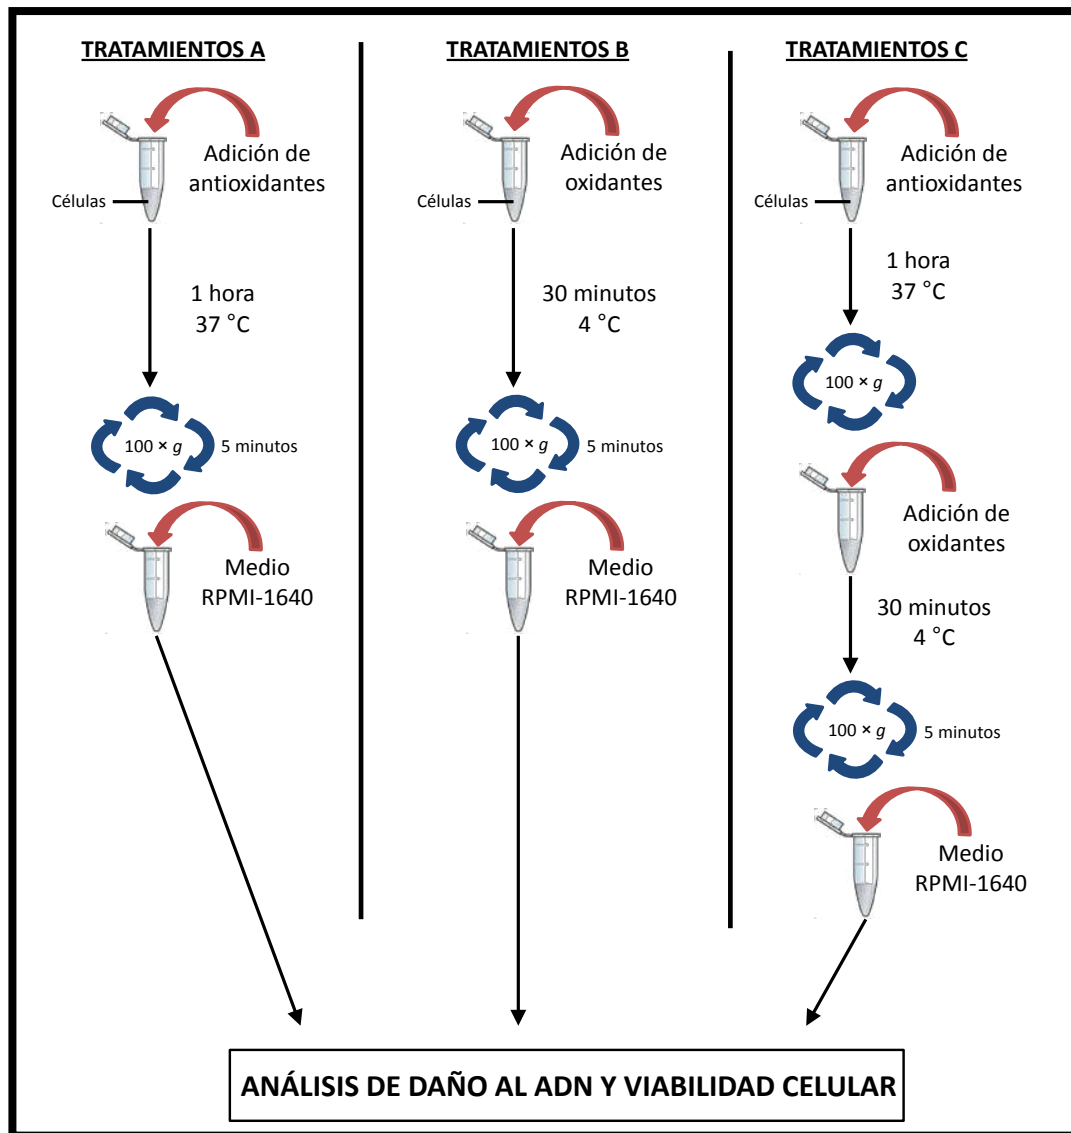 TRATAMIENTOS A
Adición de
antioxidantes
Células
1 hora
37 °C
100 × g
5 minutos
Medio
RPMI-1640
TRATAMIENTOS B
Adición de
oxidantes
Células
30 minutos
4 °C
100 × g
5 minutos
Medio
RPMI-1640
TRATAMIENTOS C
Adición de
antioxidantes
Células
1 hora
37 °C
100 × g
Adición de
oxidantes
30 minutos
4 °C
100 × g
5 minutos
Medio
RPMI-1640
ANÁLISIS DE DAÑO AL ADN Y VIABILIDAD CELULAR